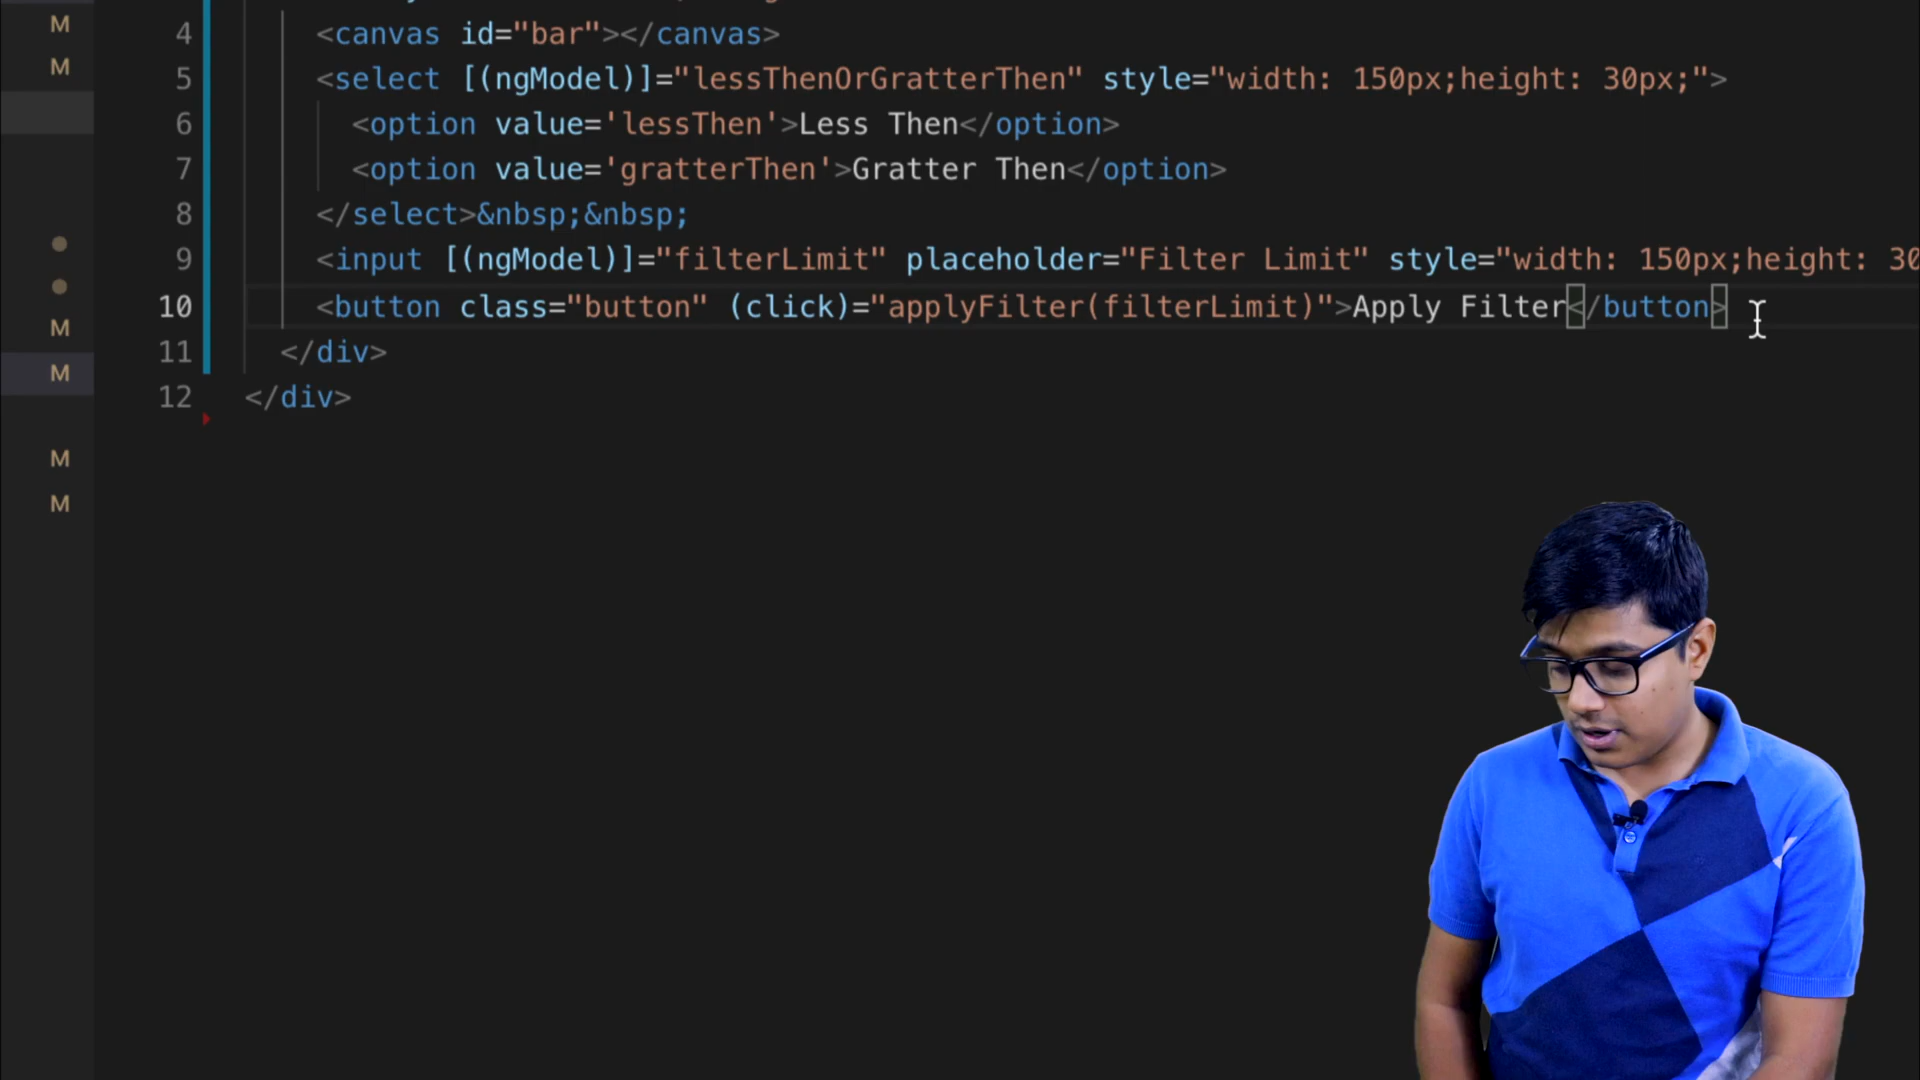 M
M
M
M
M
M
4 <canvas id="bar"></canvas>
5 <select [(ngModel)]="lessThenOrGratterThen" style="width: 150px;height: 30px;">
6 <option value='lessThen'>Less Then</option>
7 <option value='gratterThen'>Gratter Then</option>
8 </select>&nbsp;&nbsp;
9 <input [(ngModel)]="filterLimit" placeholder="Filter Limit" style="width: 150px;height: 30
10 <button class="button" (click)="applyFilter(filterLimit)">Apply Filter</button>
11 </div>
12 </div>